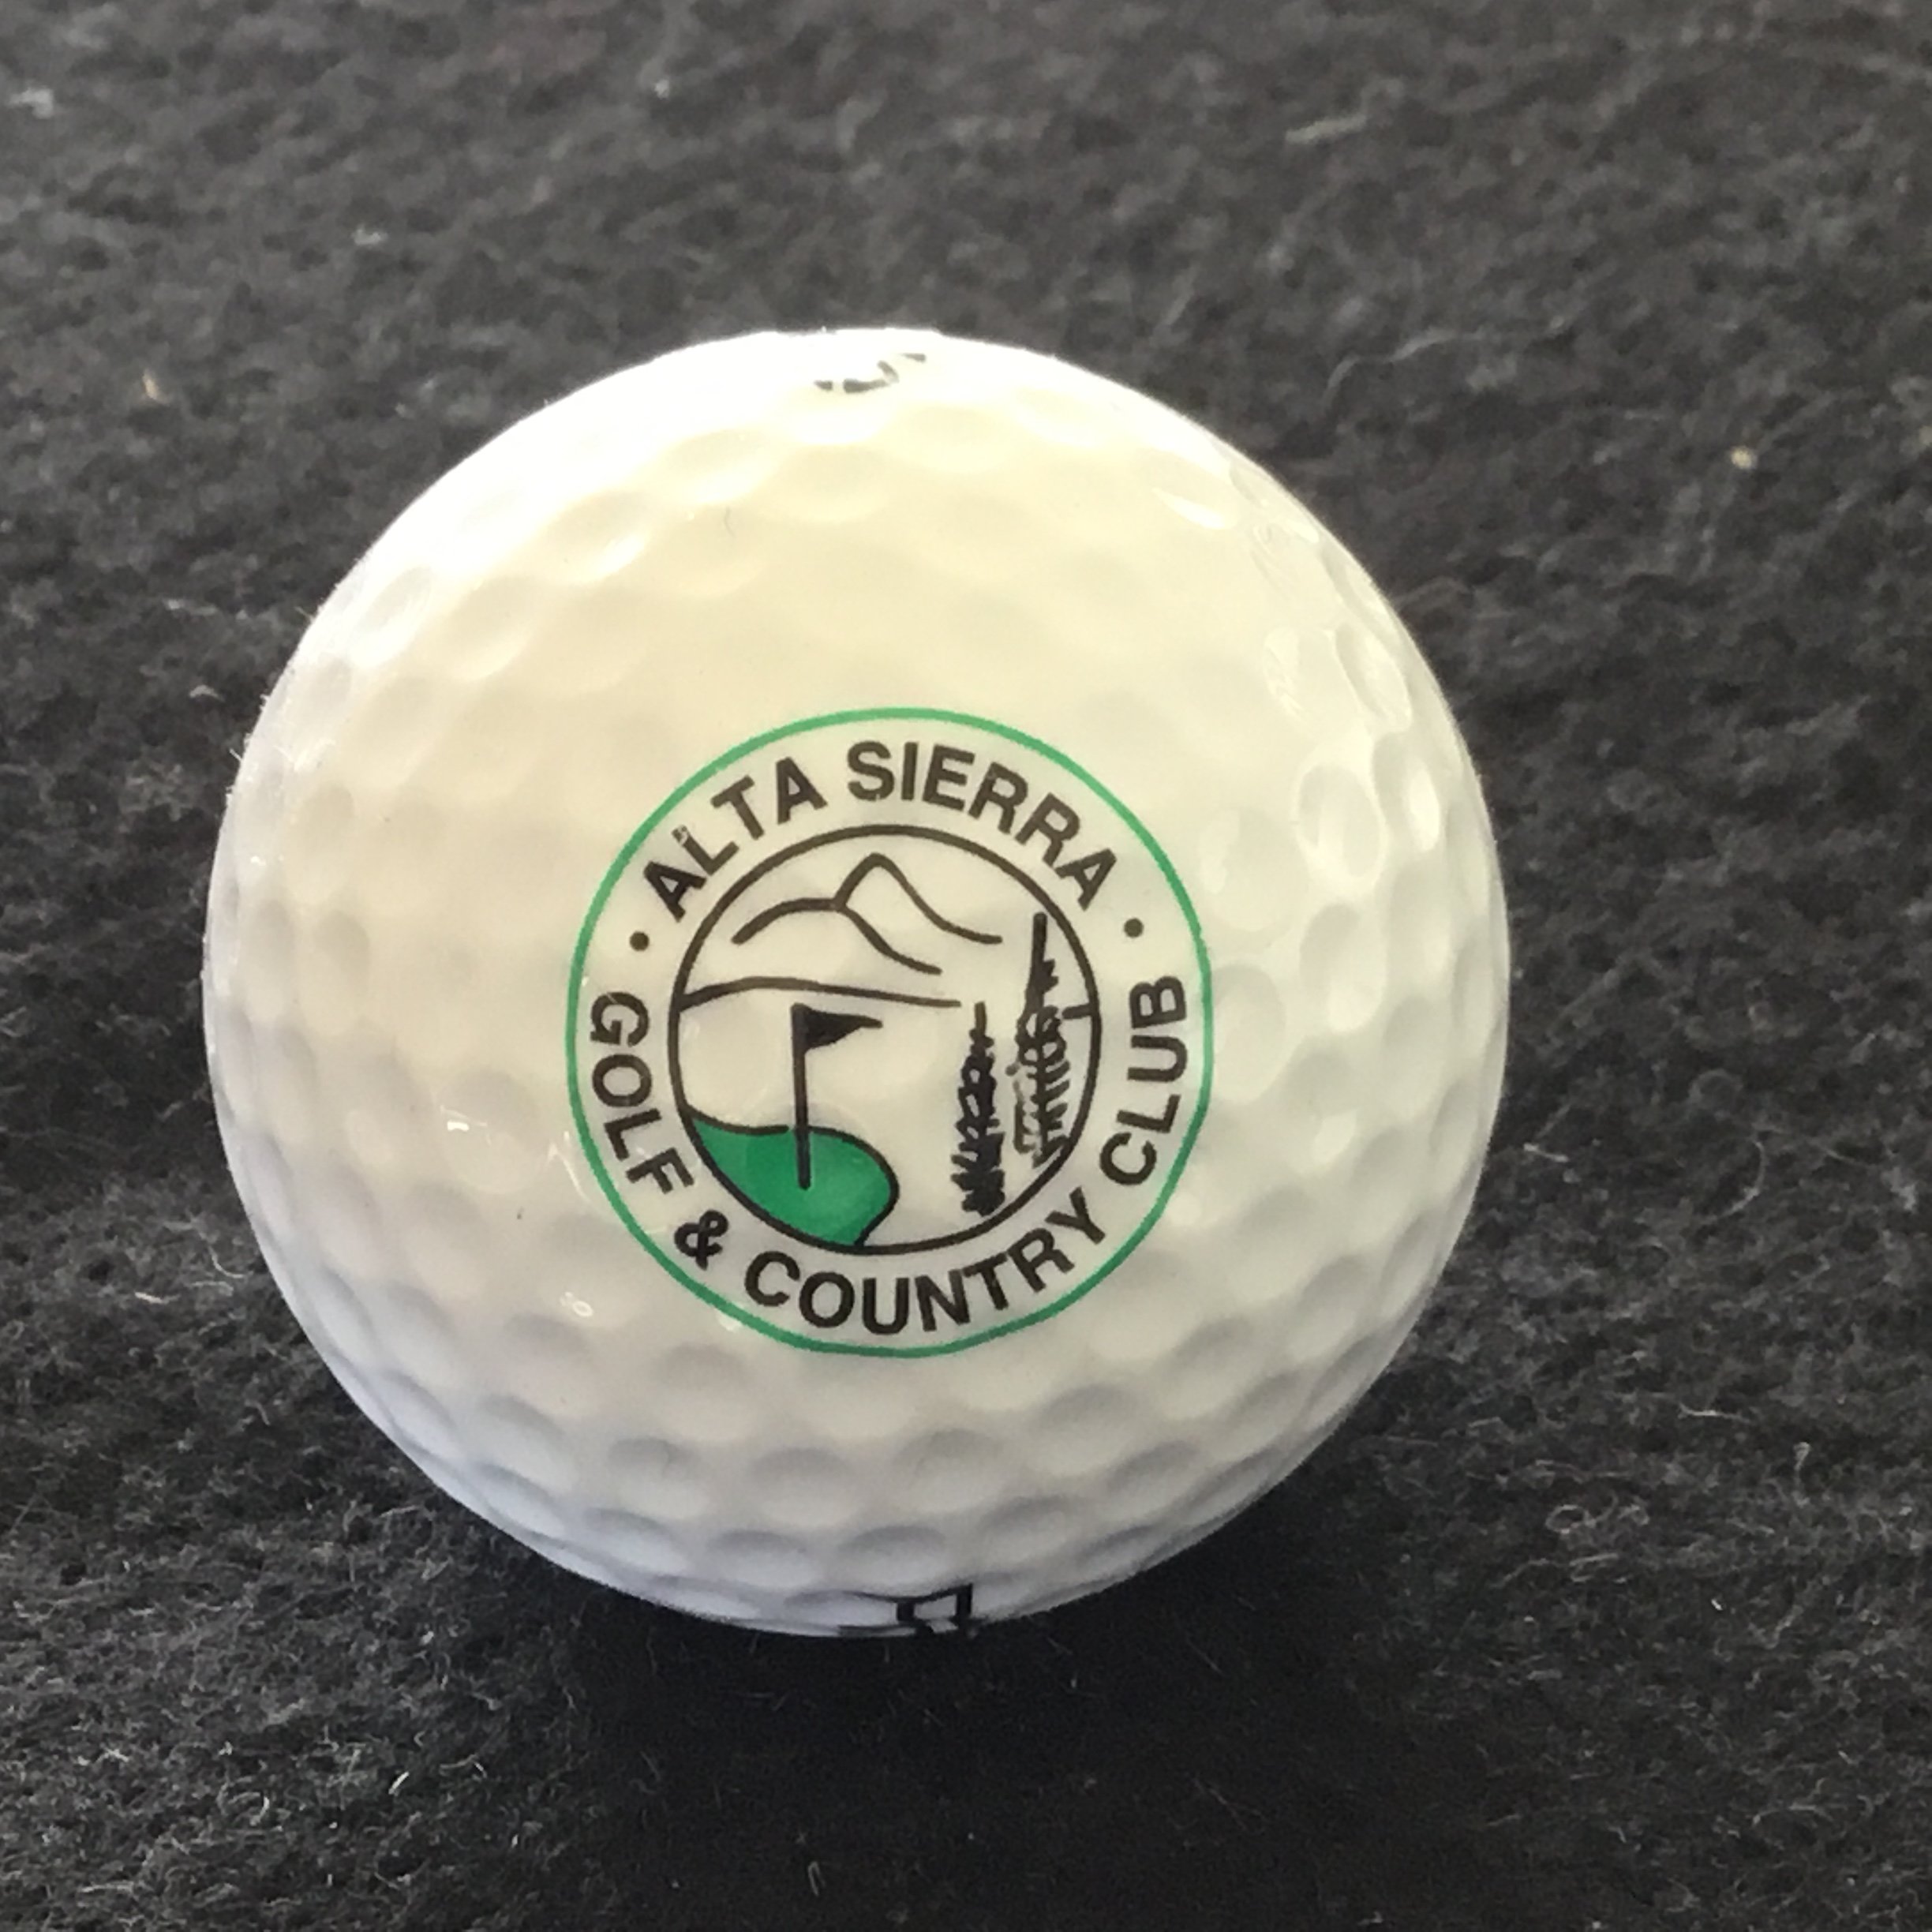 • ALTA SIERRA •
GOLF & COUNTRY CLUB